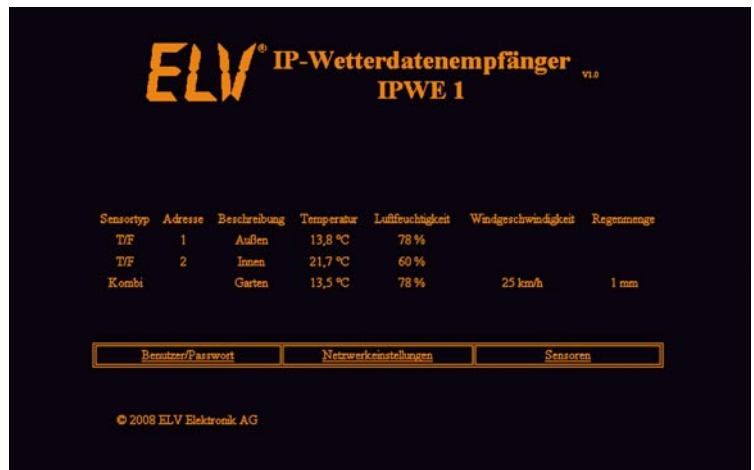 ELV® IP-Wetterdatenempfänger V1.0
IPWE 1
Sensortyp Adresse Beschreibung Temperatur Luftfeuchtigkeit Windgeschwindigkeit Regenmenge
T/F 1 Außen 13,8 °C 78 %
T/F 2 Innen 21,7 °C 60 %
Kombi Garten 13,5 °C 78 % 25 km/h 1 mm
Benutzer/Passwort Netzwerkeinstellungen Sensoren
© 2008 ELV Elektronik AG